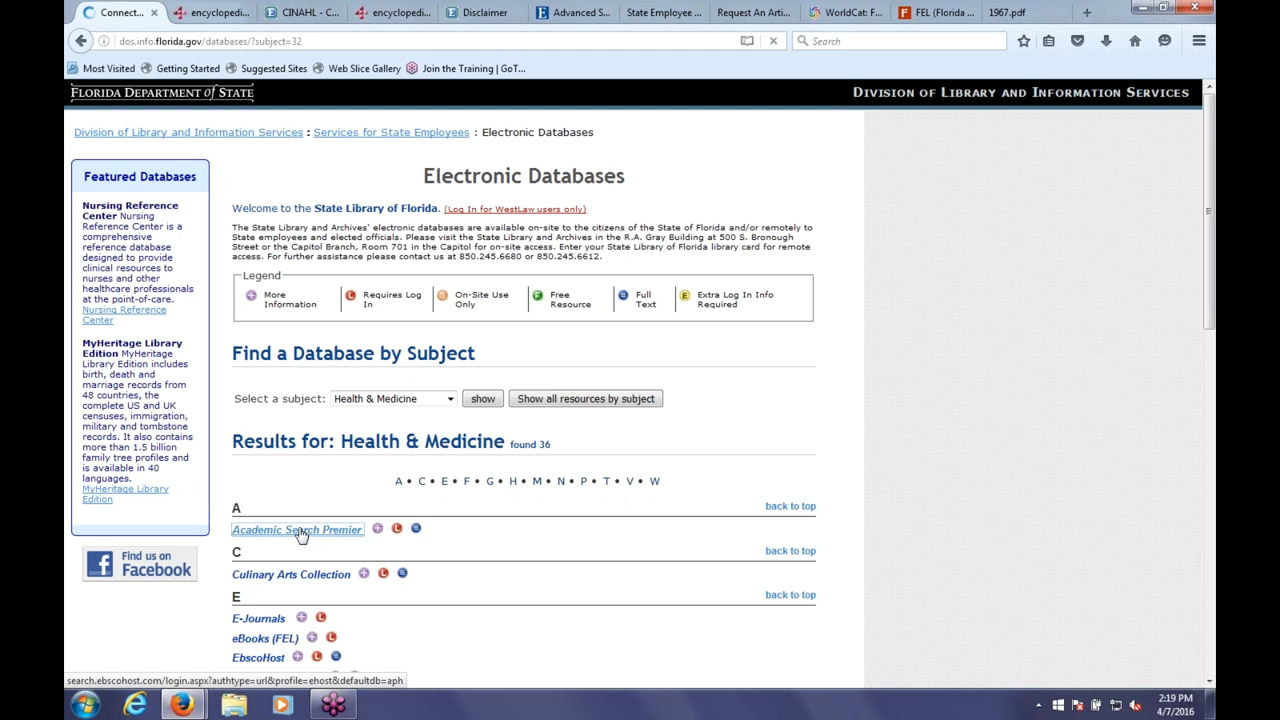 Connect...
encyclopedi...
CINAHL - C...
encyclopedi...
Disclaimer
Advanced S...
State Employee ...
Request An Arti...
WorldCat: F...
FEL (Florida ...
1967.pdf
dos.info.florida.gov/databases/?subject=32
Search
Most Visited
Getting Started
Suggested Sites
Web Slice Gallery
Join the Training | GoT...
FLORIDA DEPARTMENT of STATE
DIVISION OF LIBRARY AND INFORMATION SERVICES
Division of Library and Information Services : Services for State Employees : Electronic Databases
Featured Databases
Nursing Reference
Center Nursing
Reference Center is a
comprehensive
reference database
designed to provide
clinical resources to
nurses and other
healthcare professionals
at the point-of-care.
Nursing Reference
Center
MyHeritage Library
Edition MyHeritage
Library Edition includes
birth, death and
marriage records from
48 countries, the
complete US and UK
censuses, immigration,
military and tombstone
records. It also contains
more than 1.5 billion
family tree profiles and
is available in 40
languages.
MyHeritage Library
Edition
Find us on
Facebook
Electronic Databases
Welcome to the State Library of Florida. (Log In for WestLaw users only)
The State Library and Archives' electronic databases are available on-site to the citizens of the State of Florida and/or remotely to
State employees and elected officials. Please visit the State Library and Archives in the R.A. Gray Building at 500 S. Bronough
Street or the Capitol Branch, Room 701 in the Capitol for on-site access. Enter your State Library of Florida library card for remote
access. For further assistance please contact us at 850.245.6680 or 850.245.6612.
Legend
More
Information
L
Requires Log
In
S
On-Site Use
Only
F
Free
Resource
Full
Text
E
Extra Log In Info
Required
Find a Database by Subject
Select a subject: Health & Medicine show Show all resources by subject
Results for: Health & Medicine found 36
A • C • E • F • G • H • M • N • P • T • V • W
A back to top
Academic Search Premier L
C back to top
Culinary Arts Collection L
E back to top
E-Journals L
eBooks (FEL) L
EbscoHost L
search.ebscohost.com/login.aspx?authtype=url&profile=ehost&defaultdb=aph
2:19 PM
4/7/2016